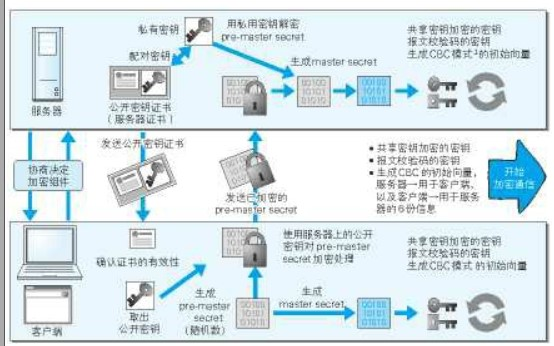 私有密钥
用私用密钥解密
pre-master secret
配对密钥
生成master secret
共享密钥加密的密钥
报文校验码的密钥
生成CBC模式³的初始向量
服务器
公开密钥证书
(服务器证书)
协商决定
加密组件
发送公开密钥证书
发送已加密的
pre-master secret
• 共享密钥加密的密钥
• 报文校验码的密钥
• 生成CBC 的初始向量,
服务器一用于客户端、
以及客户端一用于服务
器的6份信息
开始
加密通信
确认证书的有效性
使用服务器上的公开
密钥对pre-master
secret加密处理
共享密钥加密的密钥
报文校验码的密钥
生成CBC模式 的初始向量
客户端
取出
公开密钥
生成
pre-master
secret
(随机数)
生成
master secret
00100
01010
00100
10151
01010